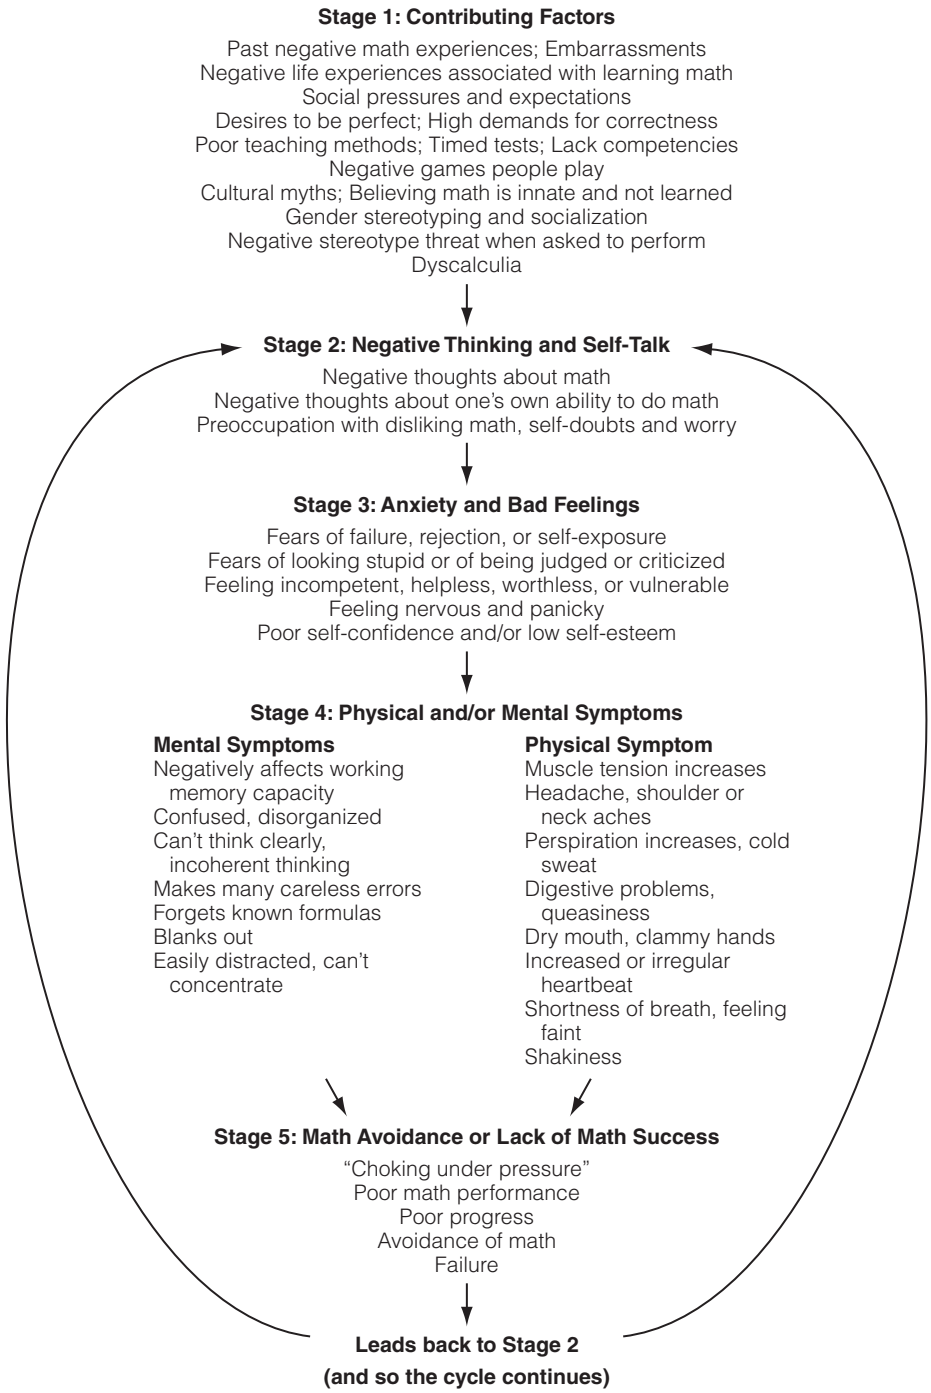 Stage 1: Contributing Factors
Past negative math experiences; Embarrassments
Negative life experiences associated with learning math
Social pressures and expectations
Desires to be perfect; High demands for correctness
Poor teaching methods; Timed tests; Lack competencies
Negative games people play
Cultural myths; Believing math is innate and not learned
Gender stereotyping and socialization
Negative stereotype threat when asked to perform
Dyscalculia
Stage 2: Negative Thinking and Self-Talk
Negative thoughts about math
Negative thoughts about one’s own ability to do math
Preoccupation with disliking math, self-doubts and worry
Stage 3: Anxiety and Bad Feelings
Fears of failure, rejection, or self-exposure
Fears of looking stupid or of being judged or criticized
Feeling incompetent, helpless, worthless, or vulnerable
Feeling nervous and panicky
Poor self-confidence and/or low self-esteem
Stage 4: Physical and/or Mental Symptoms
Mental Symptoms
Negatively affects working
memory capacity
Confused, disorganized
Can’t think clearly,
incoherent thinking
Makes many careless errors
Forgets known formulas
Blanks out
Easily distracted, can’t
concentrate
Physical Symptom
Muscle tension increases
Headache, shoulder or
neck aches
Perspiration increases, cold
sweat
Digestive problems,
queasiness
Dry mouth, clammy hands
Increased or irregular
heartbeat
Shortness of breath, feeling
faint
Shakiness
Stage 5: Math Avoidance or Lack of Math Success
“Choking under pressure”
Poor math performance
Poor progress
Avoidance of math
Failure
Leads back to Stage 2
(and so the cycle continues)